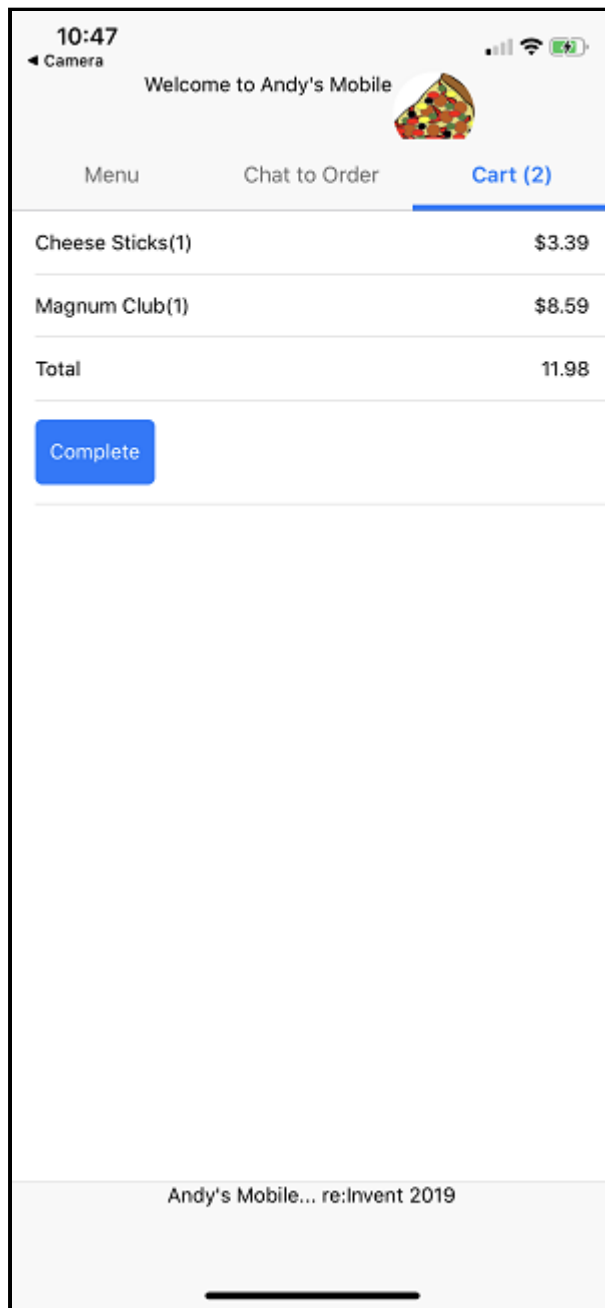 10:47
◀ Camera
Welcome to Andy's Mobile
Menu Chat to Order Cart (2)
Cheese Sticks(1) $3.39
Magnum Club(1) $8.59
Total 11.98
Complete
Andy's Mobile... re:Invent 2019